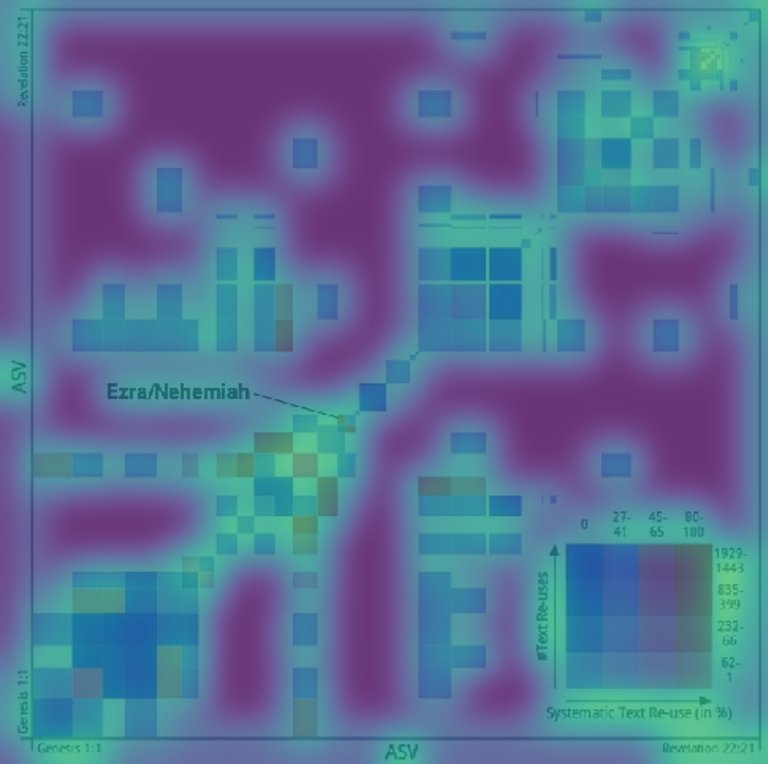 Revelation 22:21
ASV
Ezra/Nehemiah
0
27-
41
45-
65
80-
100
1929-
1443
835-
399
232-
66
62-
1
#Text Re-uses
Systematic Text Re-use (in %)
Genesis 1:1
Genesis 1:1
ASV
Revelation 22:21